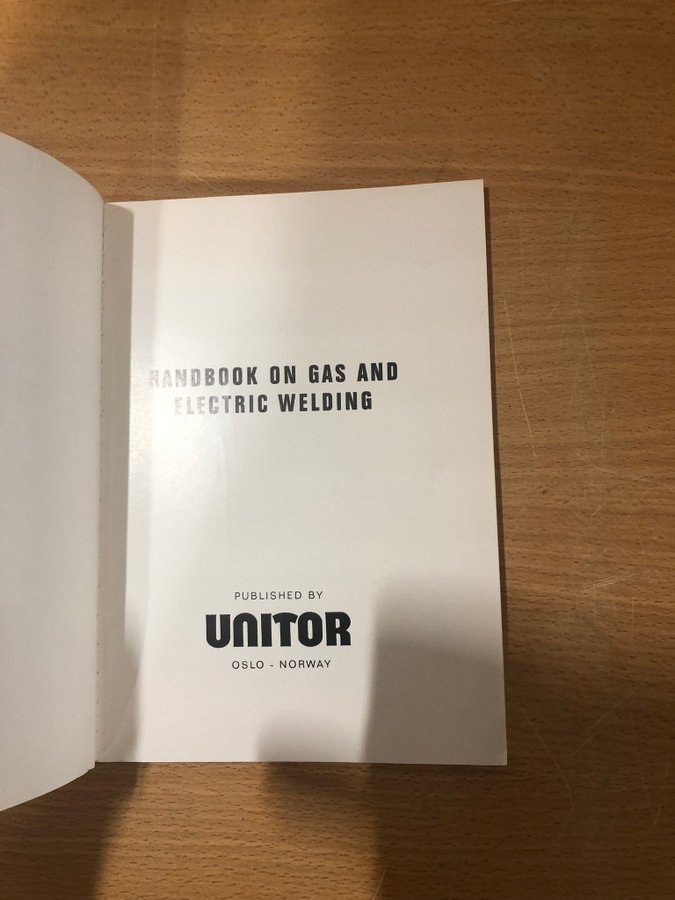 HANDBOOK ON GAS AND
ELECTRIC WELDING
PUBLISHED BY
UNITOR
OSLO - NORWAY